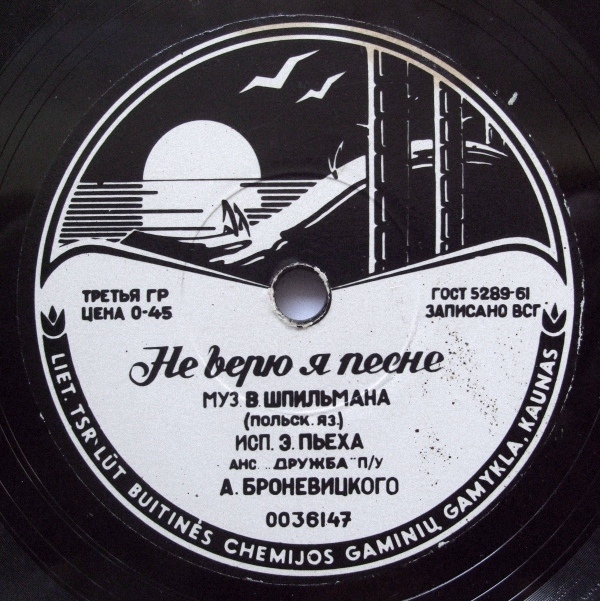 ТРЕТЬЯ ГР
ЦЕНА 0-45
ГОСТ 5289-61
ЗАПИСАНО ВСГ
Не верю я песне
МУЗ. В. ШПИЛЬМАНА
(ПОЛЬСК. ЯЗ.)
ИСП. Э. ПЬЕХА
АНС. „ДРУЖБА" П/У
А. БРОНЕВИЦКОГО
0036147
LIET. TSR LŪT BUITINĖS CHEMIJOS GAMINIŲ GAMYKLA, KAUNAS